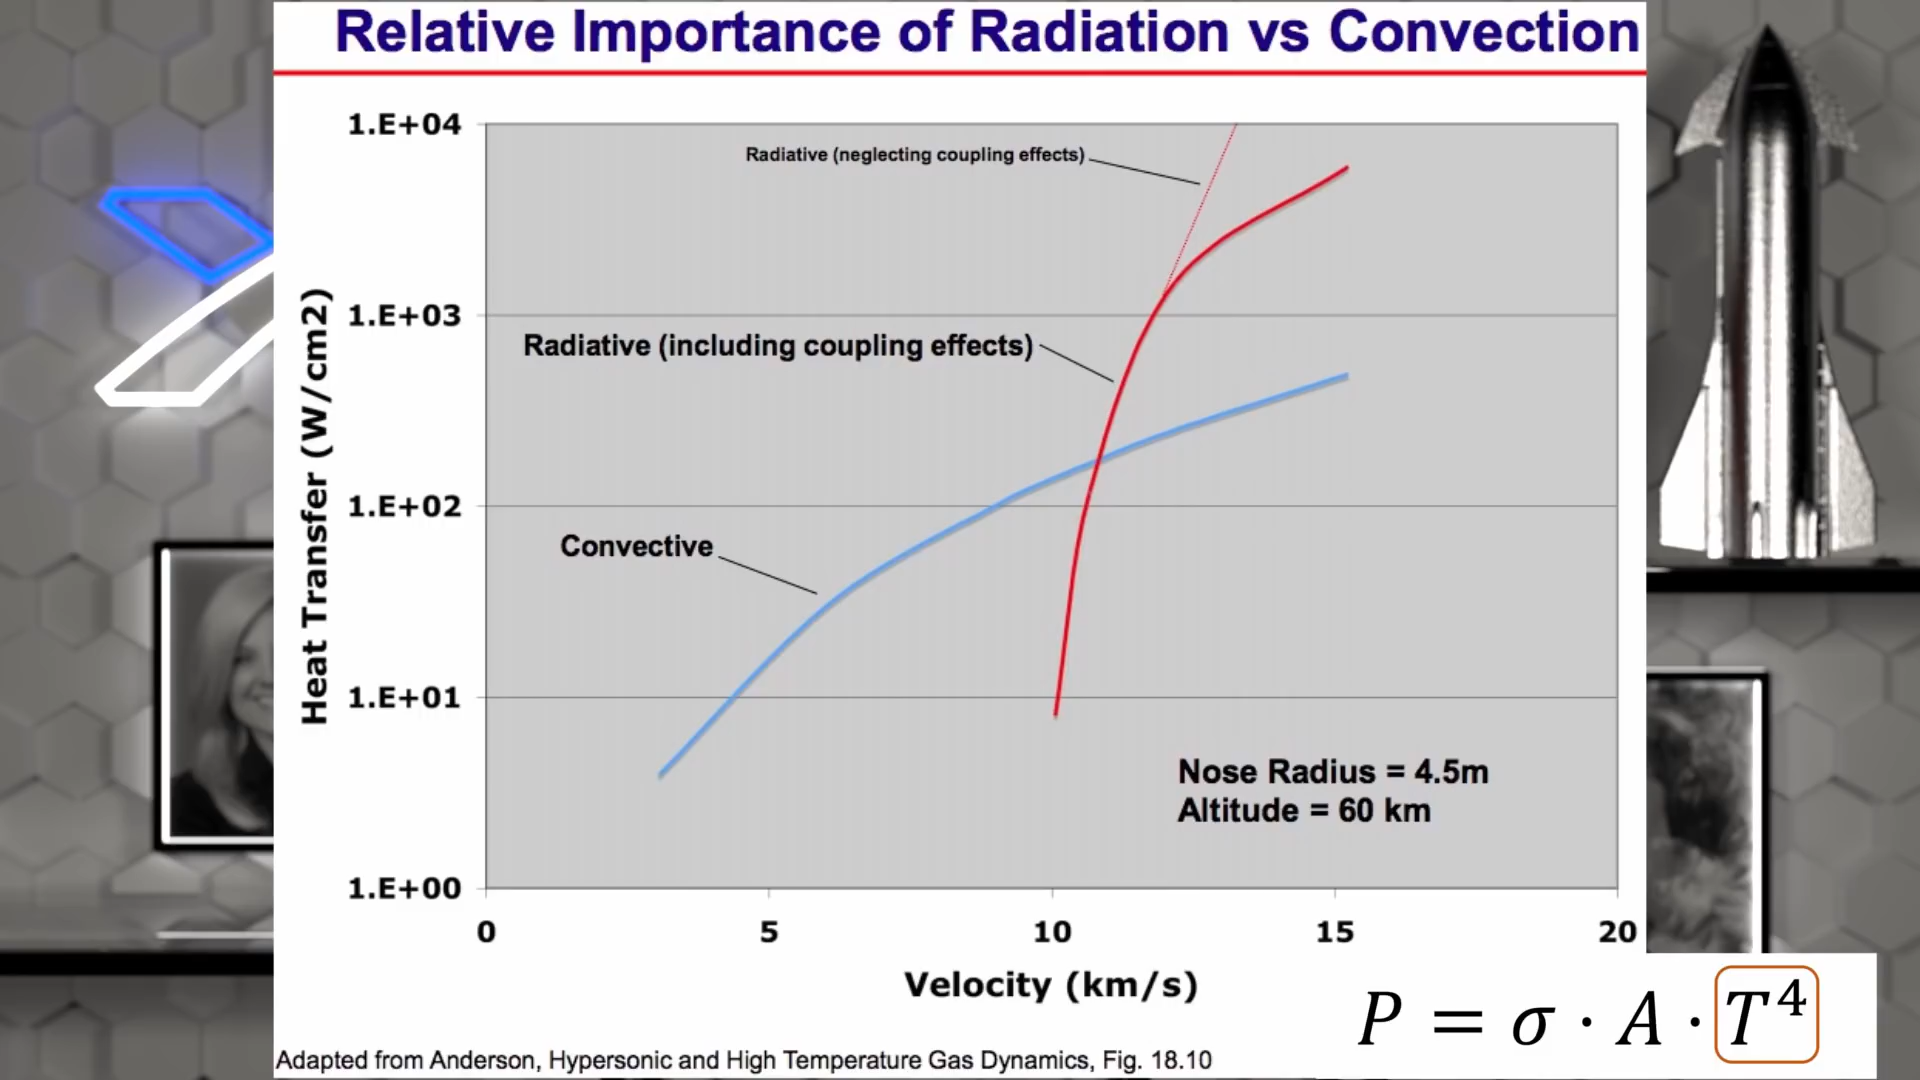 Relative Importance of Radiation vs Convection
1.E+04
Radiative (neglecting coupling effects)
1.E+03
Radiative (including coupling effects)
Heat Transfer (W/cm2)
1.E+02
Convective
1.E+01
Nose Radius = 4.5m
Altitude = 60 km
1.E+00
0 5 10 15 20
Velocity (km/s)
P = σ · A · T⁴
Adapted from Anderson, Hypersonic and High Temperature Gas Dynamics, Fig. 18.10